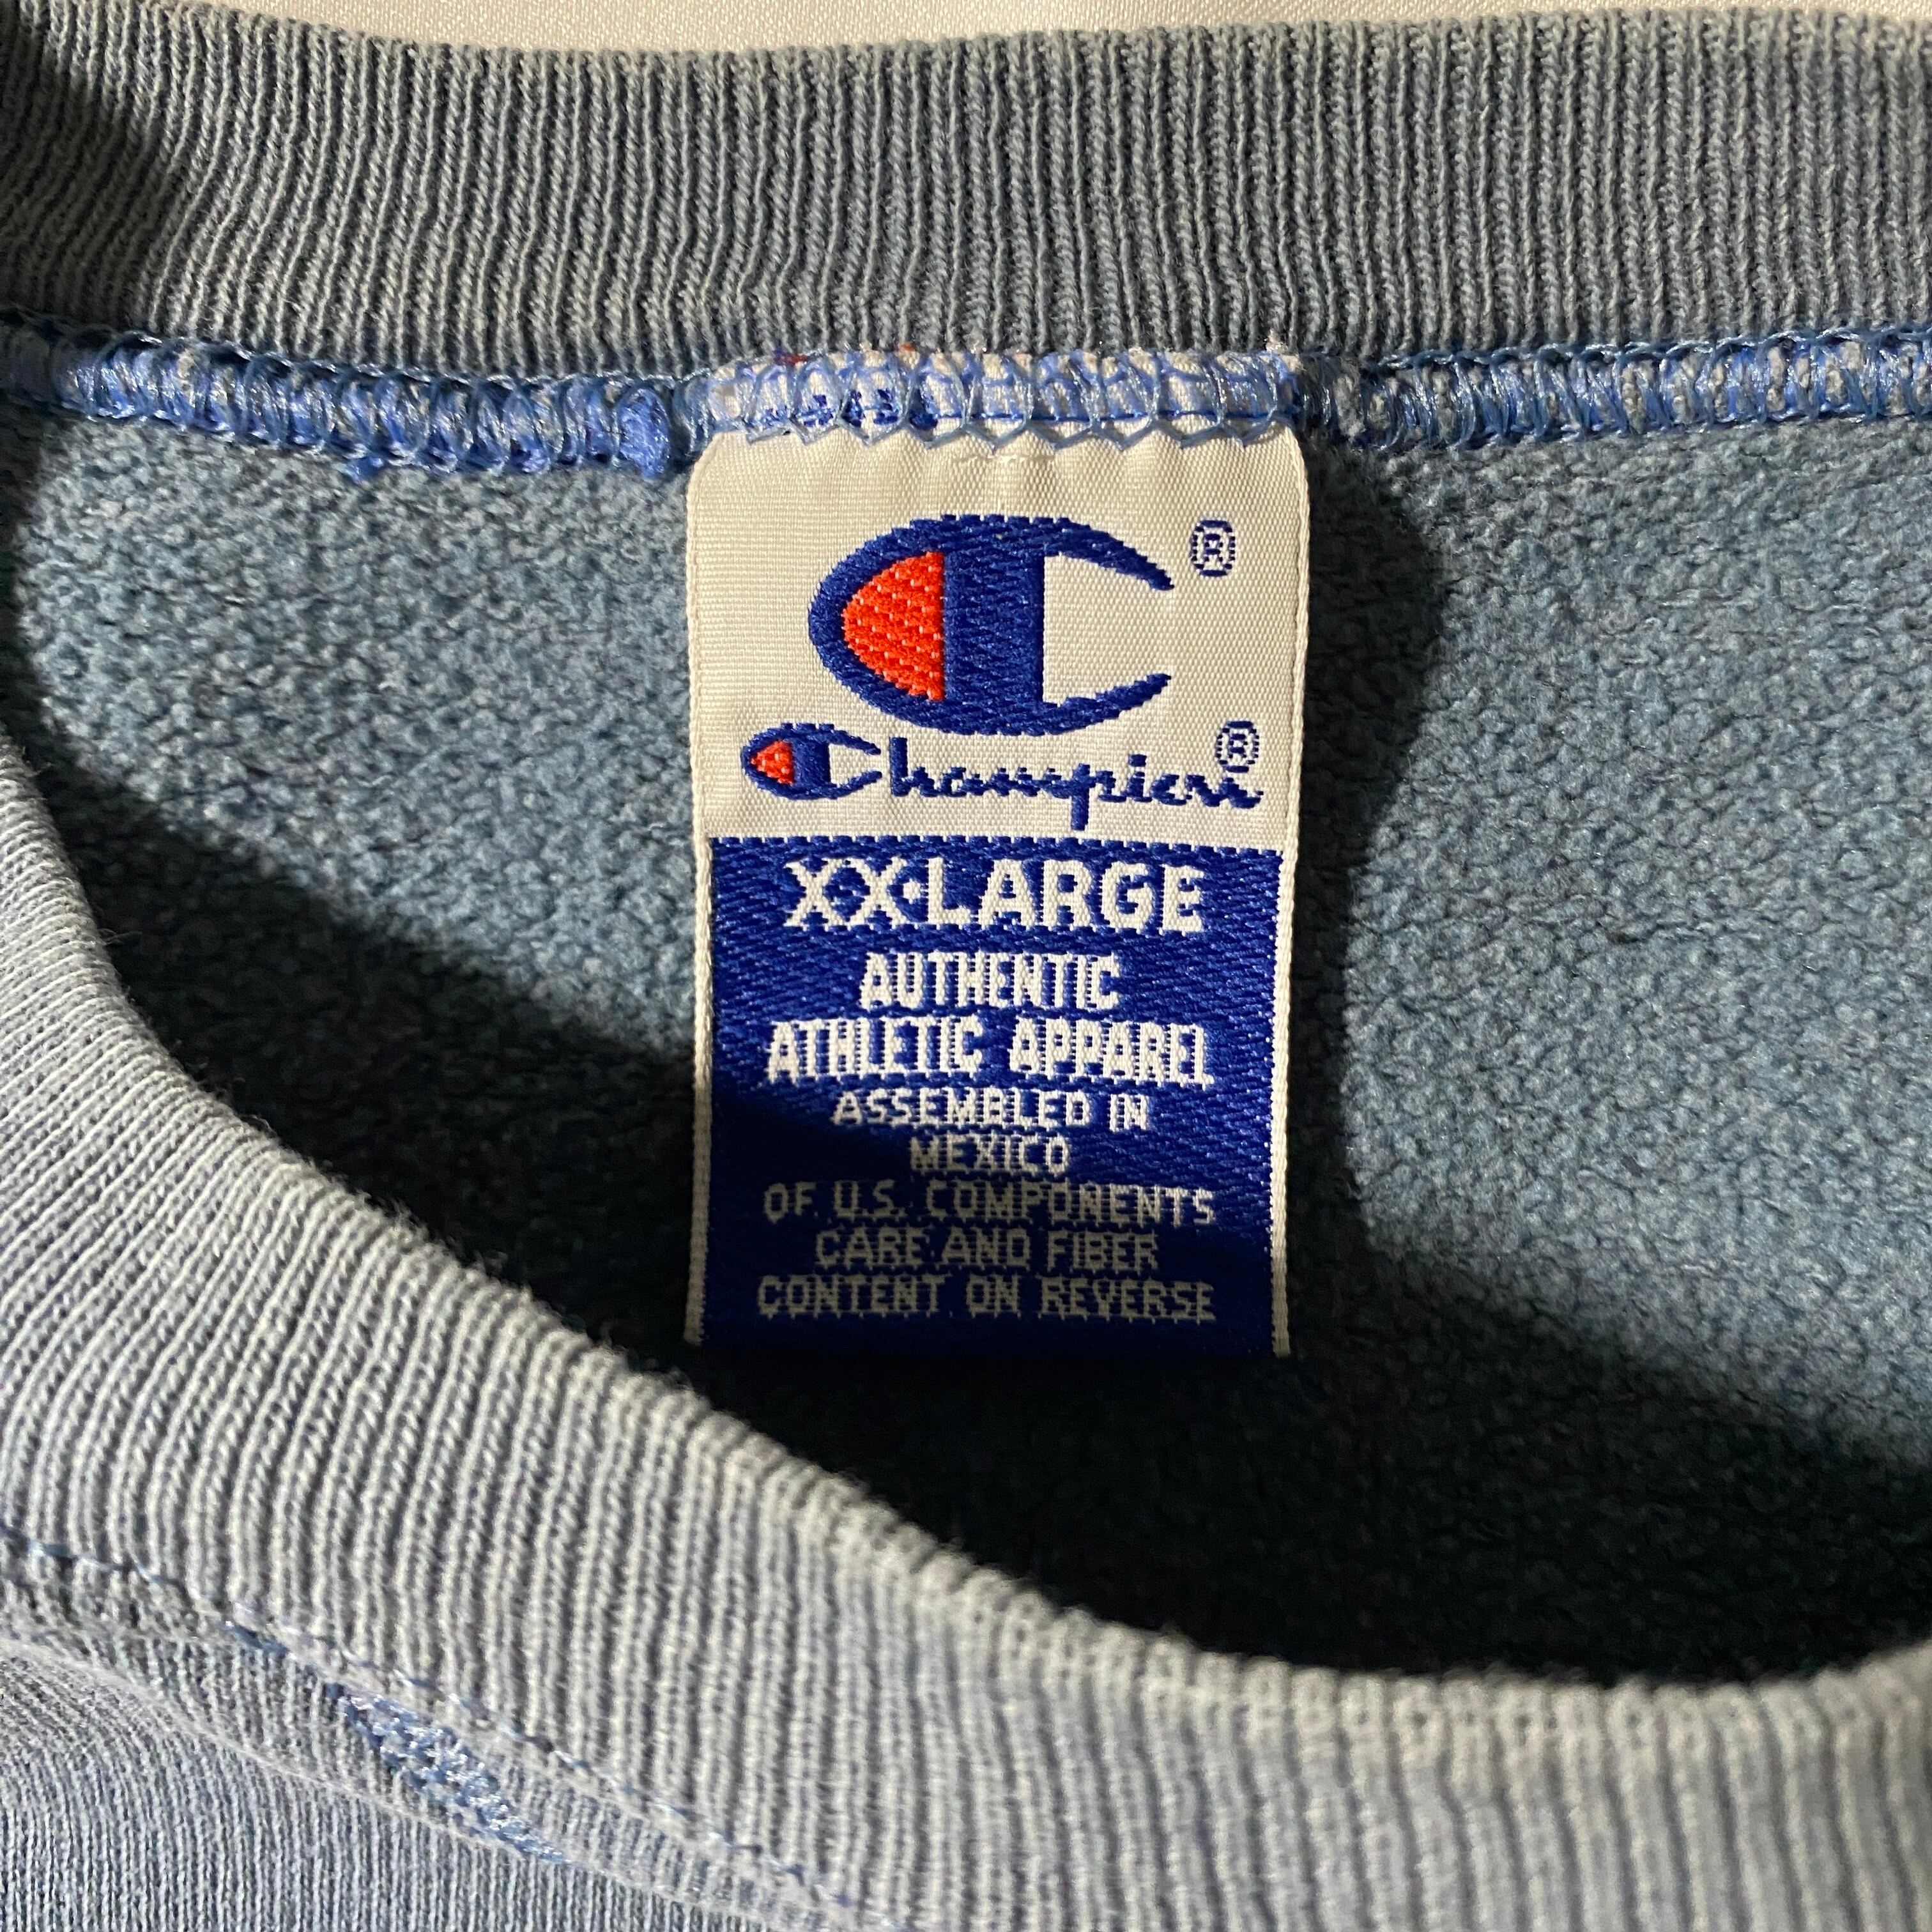 ®
Champion®
XX-LARGE
AUTHENTIC
ATHLETIC APPAREL
ASSEMBLED IN
MEXICO
OF U.S. COMPONENTS
CARE AND FIBER
CONTENT ON REVERSE